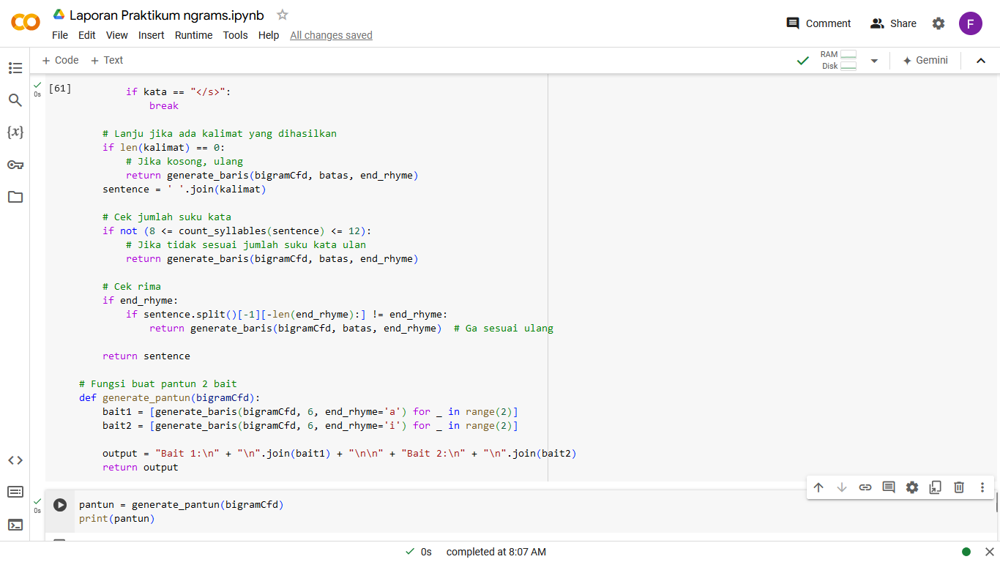 Laporan Praktikum ngrams.ipynb
File Edit View Insert Runtime Tools Help All changes saved
Comment
Share
F
+ Code + Text
RAM
Disk
Gemini
0s
[61]
if kata == "</s>":
break
# Lanju jika ada kalimat yang dihasilkan
if len(kalimat) == 0:
# Jika kosong, ulang
return generate_baris(bigramCfd, batas, end_rhyme)
sentence = ' '.join(kalimat)
# Cek jumlah suku kata
if not (8 <= count_syllables(sentence) <= 12):
# Jika tidak sesuai jumlah suku kata ulan
return generate_baris(bigramCfd, batas, end_rhyme)
# Cek rima
if end_rhyme:
if sentence.split()[-1][-len(end_rhyme):] != end_rhyme:
return generate_baris(bigramCfd, batas, end_rhyme)  # Ga sesuai ulang
return sentence
# Fungsi buat pantun 2 bait
def generate_pantun(bigramCfd):
bait1 = [generate_baris(bigramCfd, 6, end_rhyme='a') for _ in range(2)]
bait2 = [generate_baris(bigramCfd, 6, end_rhyme='i') for _ in range(2)]
output = "Bait 1:\n" + "\n".join(bait1) + "\n\n" + "Bait 2:\n" + "\n".join(bait2)
return output
0s
pantun = generate_pantun(bigramCfd)
print(pantun)
0s completed at 8:07 AM